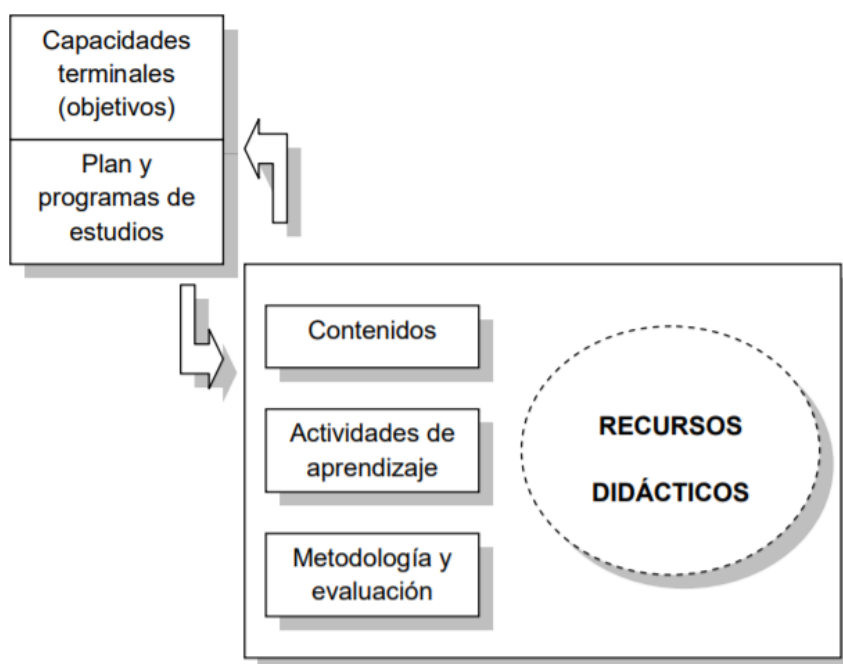 Capacidades
terminales
(objetivos)
Plan y
programas de
estudios
Contenidos
Actividades de
aprendizaje
Metodología y
evaluación
RECURSOS
DIDÁCTICOS